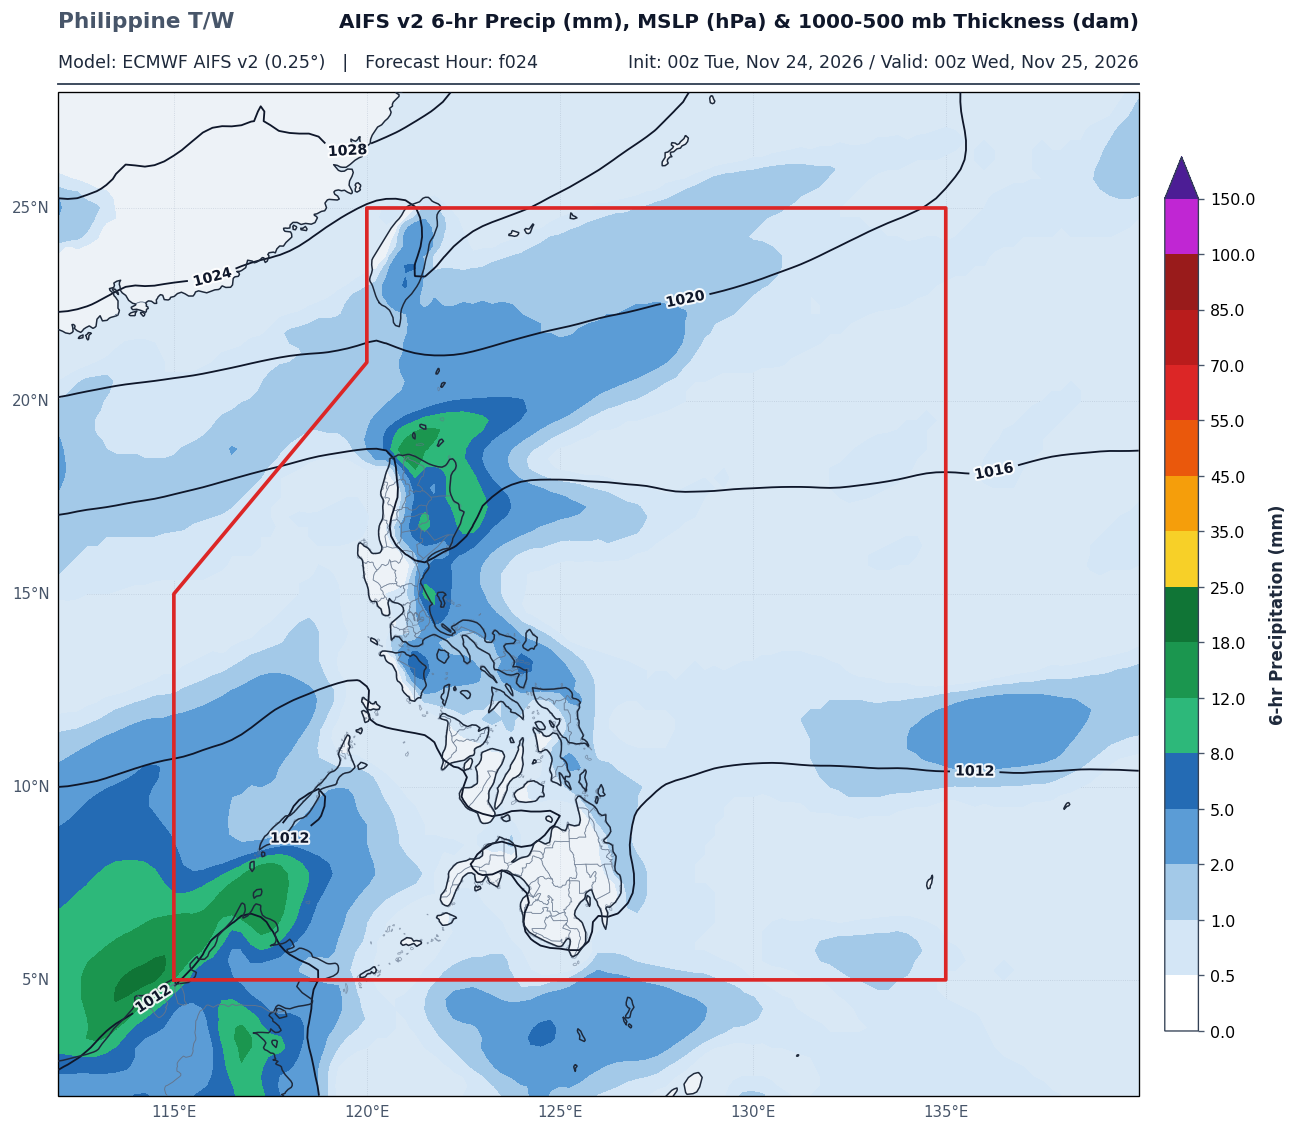 Philippine T/W
AIFS v2 6-hr Precip (mm), MSLP (hPa) & 1000-500 mb Thickness (dam)
Model: ECMWF AIFS v2 (0.25°) | Forecast Hour: f024
Init: 00z Tue, Nov 24, 2026 / Valid: 00z Wed, Nov 25, 2026
1028
1024
1020
1016
1012
1012
1012
25°N
20°N
15°N
10°N
5°N
115°E
120°E
125°E
130°E
135°E
150.0
100.0
85.0
70.0
55.0
45.0
35.0
25.0
18.0
12.0
8.0
5.0
2.0
1.0
0.5
0.0
6-hr Precipitation (mm)